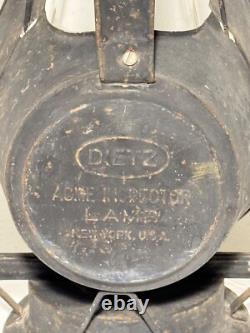 DIETZ
ACME INSPECTOR
LAMP
NEW YORK, U.S.A.